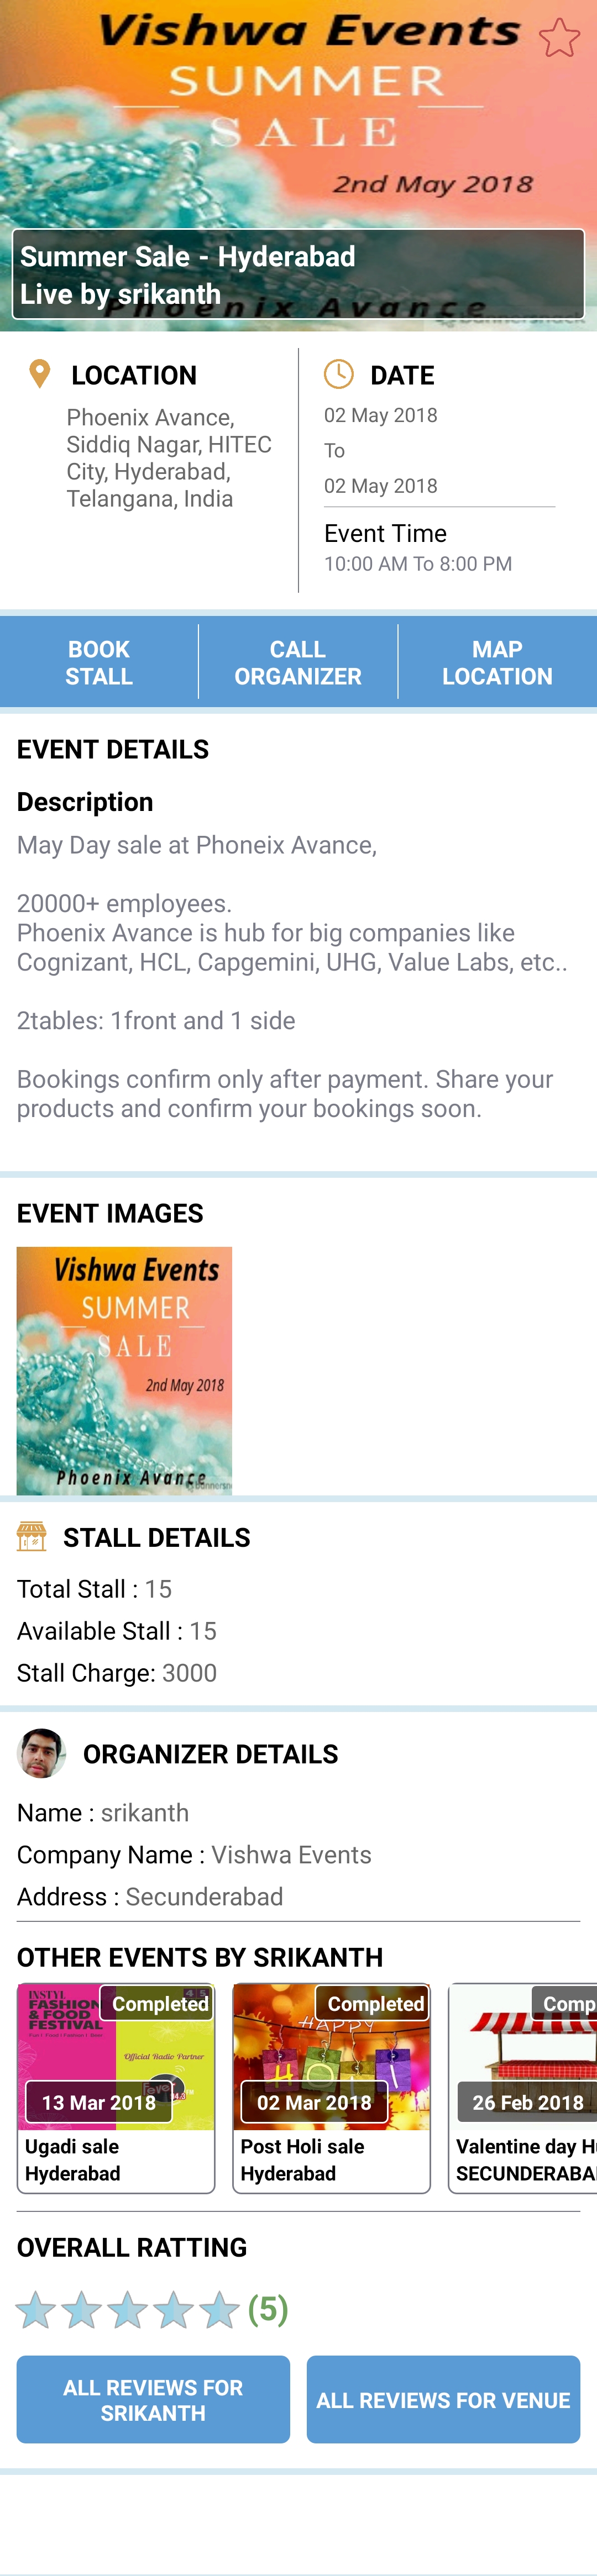 Vishwa Events
SUMMER
SALE
2nd May 2018
Summer Sale - Hyderabad
Live by srikanth
Phoenix Avance
bannersnack
LOCATION
Phoenix Avance,
Siddiq Nagar, HITEC
City, Hyderabad,
Telangana, India
DATE
02 May 2018
To
02 May 2018
Event Time
10:00 AM To 8:00 PM
BOOK
STALL
CALL
ORGANIZER
MAP
LOCATION
EVENT DETAILS
Description
May Day sale at Phoneix Avance,
20000+ employees.
Phoenix Avance is hub for big companies like
Cognizant, HCL, Capgemini, UHG, Value Labs, etc..
2tables: 1front and 1 side
Bookings confirm only after payment. Share your
products and confirm your bookings soon.
EVENT IMAGES
Vishwa Events
SUMMER
SALE
2nd May 2018
Phoenix Avance
bannersn
STALL DETAILS
Total Stall : 15
Available Stall : 15
Stall Charge: 3000
ORGANIZER DETAILS
Name : srikanth
Company Name : Vishwa Events
Address : Secunderabad
OTHER EVENTS BY SRIKANTH
INSTYL
FASHION
& FOOD
FESTIVAL
Completed
Official Radio Partner
13 Mar 2018
Ugadi sale
Hyderabad
Completed
HAPPY
HOLI
02 Mar 2018
Post Holi sale
Hyderabad
Comp
26 Feb 2018
Valentine day H
SECUNDERABA
OVERALL RATTING
(5)
ALL REVIEWS FOR
SRIKANTH
ALL REVIEWS FOR VENUE